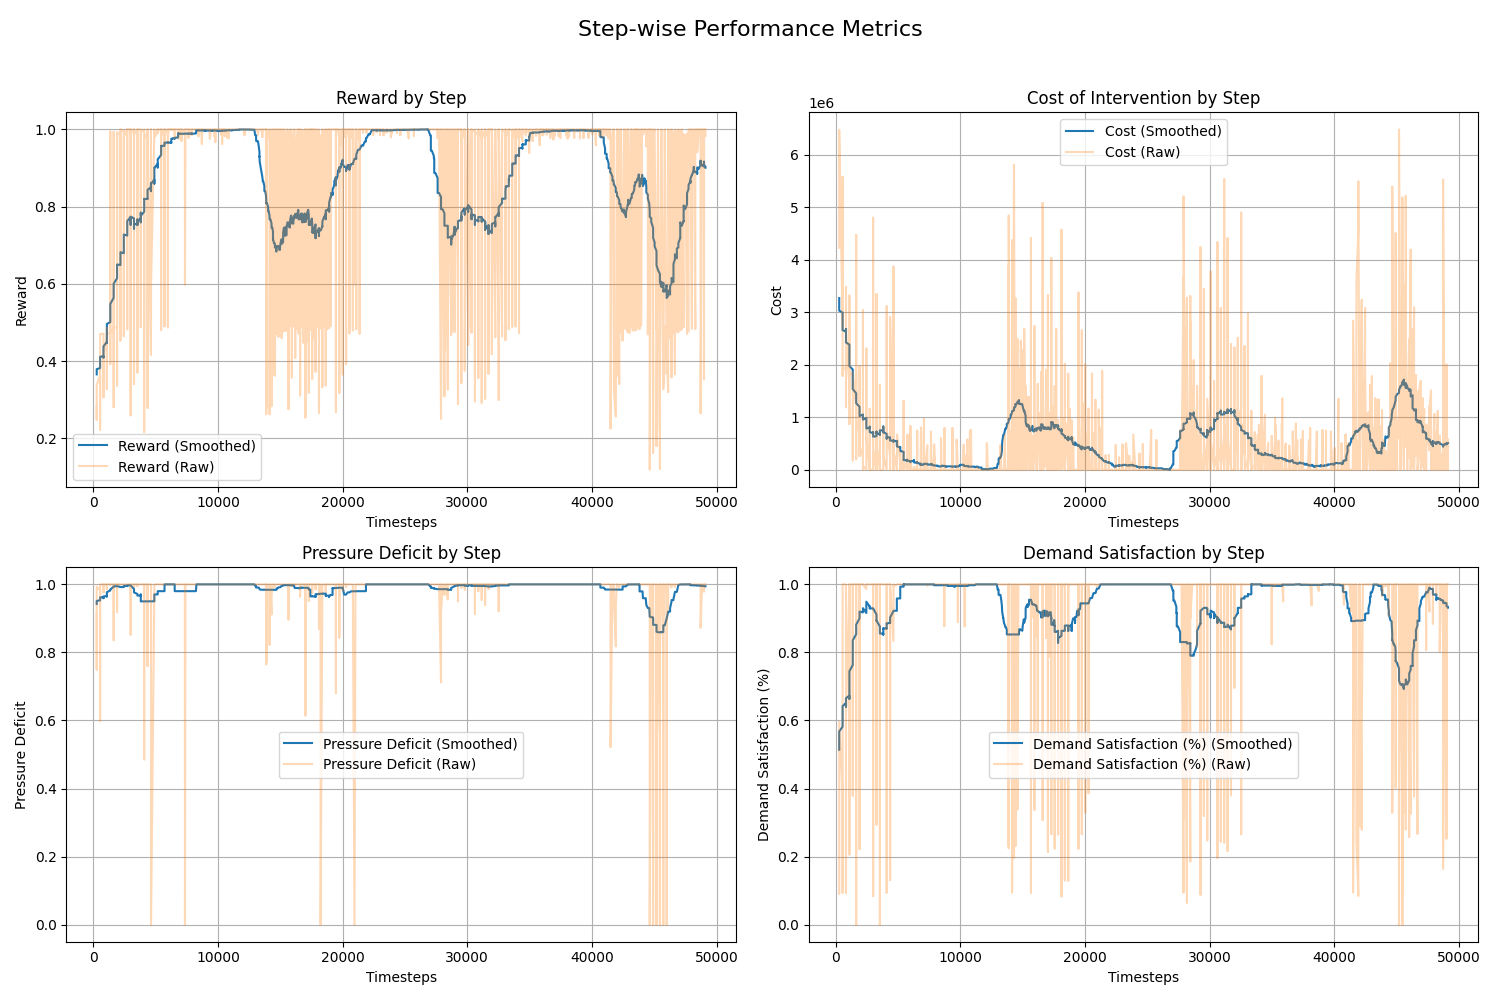 Step-wise Performance Metrics
Reward by Step
Reward
1.0
0.8
0.6
0.4
0.2
Reward (Smoothed)
Reward (Raw)
0 10000 20000 30000 40000 50000
Timesteps
Cost of Intervention by Step
1e6
Cost
6
5
4
3
2
1
0
Cost (Smoothed)
Cost (Raw)
0 10000 20000 30000 40000 50000
Timesteps
Pressure Deficit by Step
Pressure Deficit
1.0
0.8
0.6
0.4
0.2
0.0
Pressure Deficit (Smoothed)
Pressure Deficit (Raw)
0 10000 20000 30000 40000 50000
Timesteps
Demand Satisfaction by Step
Demand Satisfaction (%)
1.0
0.8
0.6
0.4
0.2
0.0
Demand Satisfaction (%) (Smoothed)
Demand Satisfaction (%) (Raw)
0 10000 20000 30000 40000 50000
Timesteps